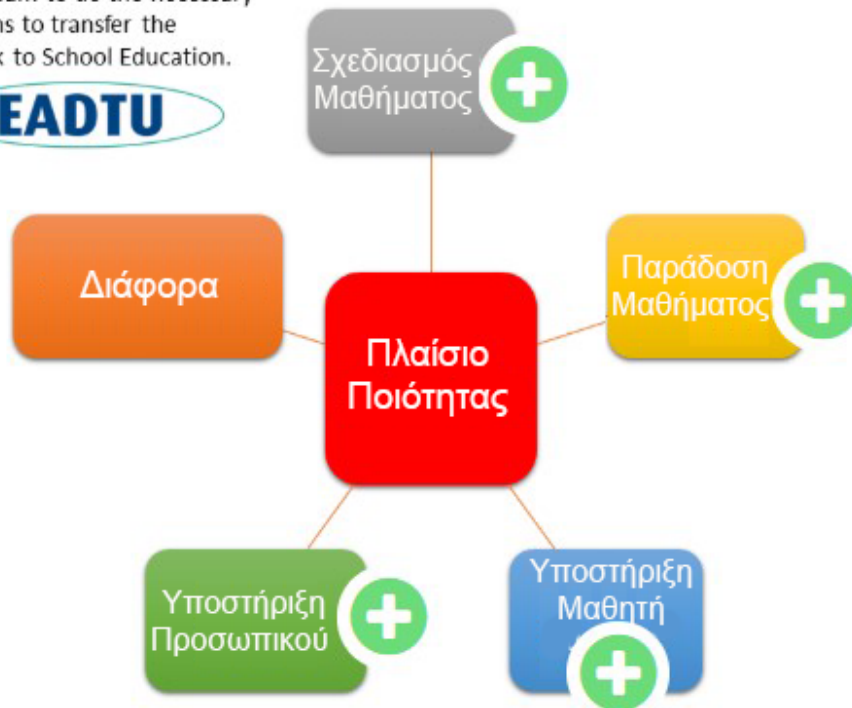 ns to transfer the
to School Education.
EADTU
Σχεδιασμός
Μαθήματος
Διάφορα
Παράδοση
Μαθήματος
Πλαίσιο
Ποιότητας
Υποστήριξη
Προσωπικού
Υποστήριξη
Μαθητή